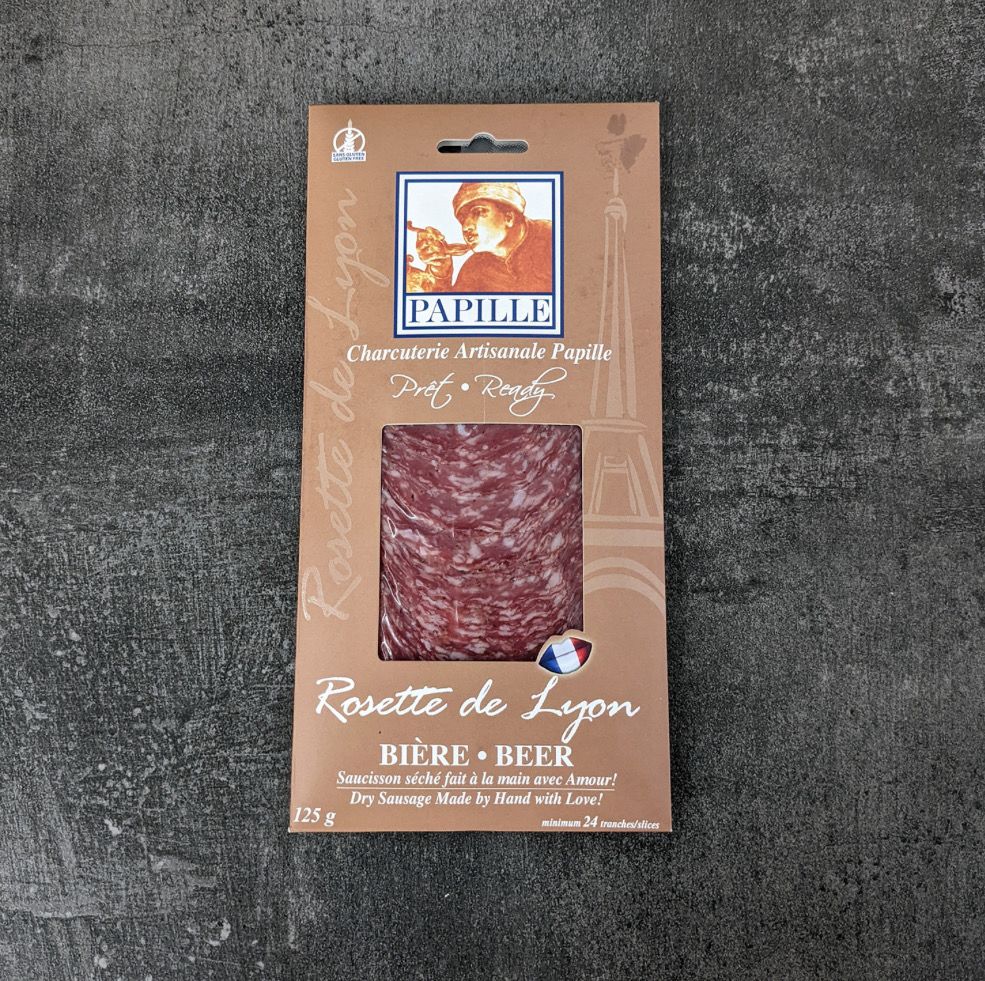 SANS GLUTEN
GLUTEN FREE
PAPILLE
Charcuterie Artisanale Papille
Prêt • Ready
Rosette de Lyon
Rosette de Lyon
BIÈRE • BEER
Saucisson séché fait à la main avec Amour!
Dry Sausage Made by Hand with Love!
125 g
minimum 24 tranches/slices